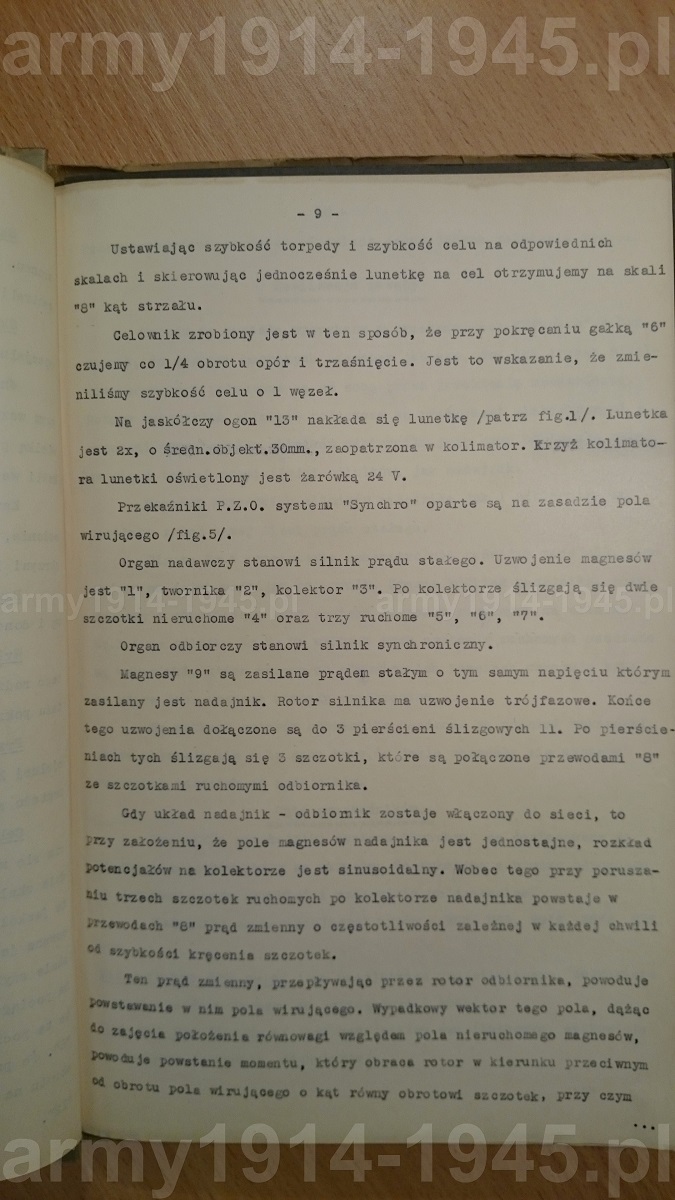 army1914-1945.pl
- 9 -
Ustawiając szybkość torpedy i szybkość celu na odpowiednich
skalach i skierowując jednocześnie lunetkę na cel otrzymujemy na skali
"8" kąt strzału.
Celownik zrobiony jest w ten sposób, że przy pokręcaniu gałką "6"
czujemy co 1/4 obrotu opór i trzaśnięcie. Jest to wskazanie, że zmie-
niliśmy szybkość celu o 1 węzeł.
Na jaskółczy ogon "13" nakłada się lunetkę /patrz fig.1/. Lunetka
jest 2x, o średn.objekt.30mm., zaopatrzona w kolimator. Krzyż kolimato-
ra lunetki oświetlony jest żarówką 24 V.
Przekaźniki P.Z.O. systemu "Synchro" oparte są na zasadzie pola
wirującego /fig.5/.
Organ nadawczy stanowi silnik prądu stałego. Uzwojenie magnesów
jest "1", twornika "2", kolektor "3". Po kolektorze ślizgają się dwie
army1914-1945.pl army1914-1945.pl
szczotki nieruchome "4" oraz trzy ruchome "5", "6", "7".
Organ odbiorczy stanowi silnik synchroniczny.
Magnesy "9" są zasilane prądem stałym o tym samym napięciu którym
zasilany jest nadajnik. Rotor silnika ma uzwojenie trójfazowe. Końce
tego uzwojenia dołączone są do 3 pierścieni ślizgowych 11. Po pierście-
niach tych ślizgają się 3 szczotki, które są połączone przewodami "8"
ze szczotkami ruchomymi odbiornika.
Gdy układ nadajnik - odbiornik zostaje włączony do sieci, to
przy założeniu, że pole magnesów nadajnika jest jednostajne, rozkład
potencjałów na kolektorze jest sinusoidalny. Wobec tego przy porusza-
niu trzech szczotek ruchomych po kolektorze nadajnika powstaje w
przewodach "8" prąd zmienny o częstotliwości zależnej w każdej chwili
od szybkości kręcenia szczotek.
Ten prąd zmienny, przepływając przez rotor odbiornika, powoduje
powstawanie w nim pola wirującego. Wypadkowy wektor tego pola, dążąc
do zajęcia położenia równowagi względem pola nieruchomego magnesów,
powoduje powstanie momentu, który obraca rotor w kierunku przeciwnym
od obrotu pola wirującego o kąt równy obrotowi szczotek, przy czym
...
army1914-1945.pl